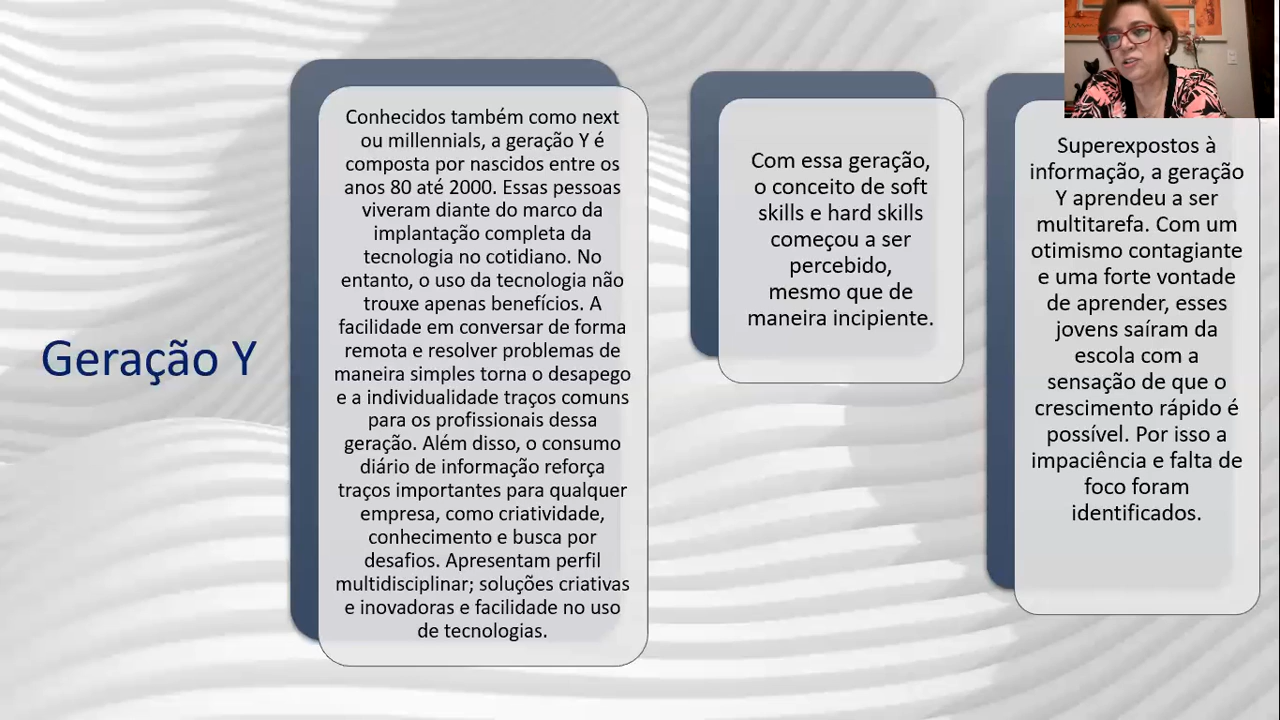 Geração Y
Conhecidos também como next
ou millennials, a geração Y é
composta por nascidos entre os
anos 80 até 2000. Essas pessoas
viveram diante do marco da
implantação completa da
tecnologia no cotidiano. No
entanto, o uso da tecnologia não
trouxe apenas benefícios. A
facilidade em conversar de forma
remota e resolver problemas de
maneira simples torna o desapego
e a individualidade traços comuns
para os profissionais dessa
geração. Além disso, o consumo
diário de informação reforça
traços importantes para qualquer
empresa, como criatividade,
conhecimento e busca por
desafios. Apresentam perfil
multidisciplinar; soluções criativas
e inovadoras e facilidade no uso
de tecnologias.
Com essa geração,
o conceito de soft
skills e hard skills
começou a ser
percebido,
mesmo que de
maneira incipiente.
Superexpostos à
informação, a geração
Y aprendeu a ser
multitarefa. Com um
otimismo contagiante
e uma forte vontade
de aprender, esses
jovens saíram da
escola com a
sensação de que o
crescimento rápido é
possível. Por isso a
impaciência e falta de
foco foram
identificados.